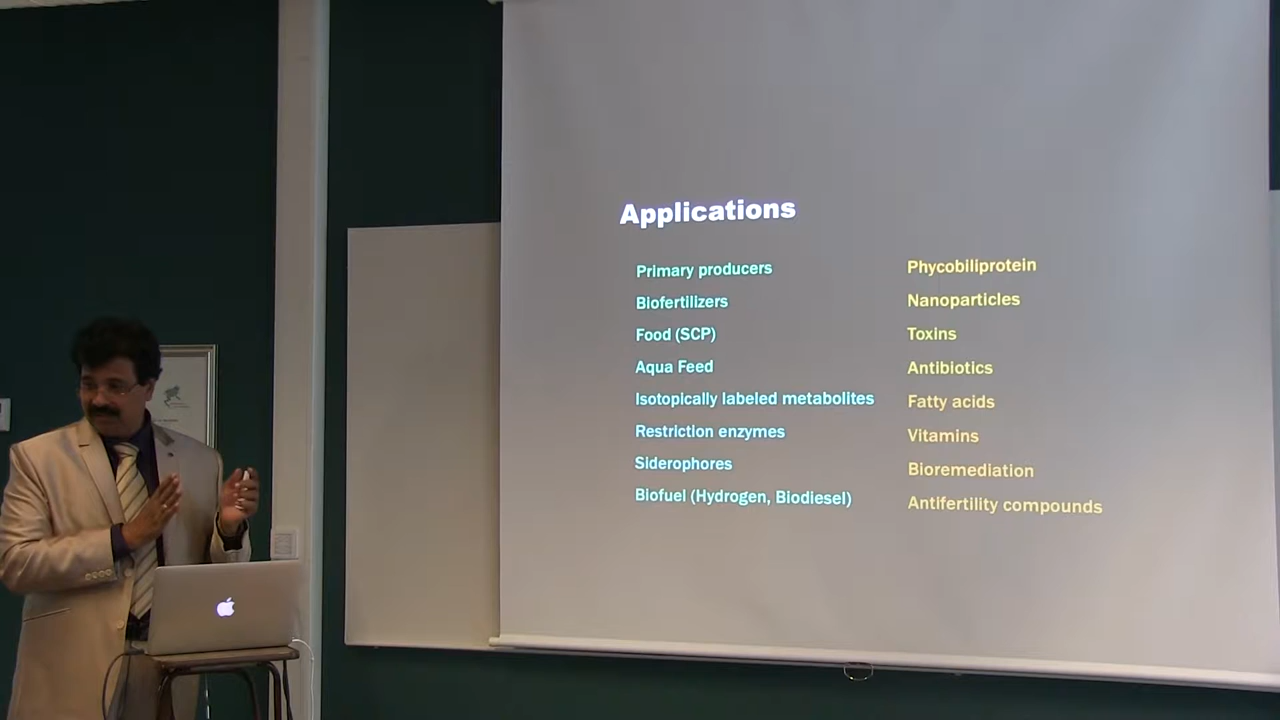 Applications
Primary producers
Biofertilizers
Food (SCP)
Aqua Feed
Isotopically labeled metabolites
Restriction enzymes
Siderophores
Biofuel (Hydrogen, Biodiesel)
Phycobiliprotein
Nanoparticles
Toxins
Antibiotics
Fatty acids
Vitamins
Bioremediation
Antifertility compounds